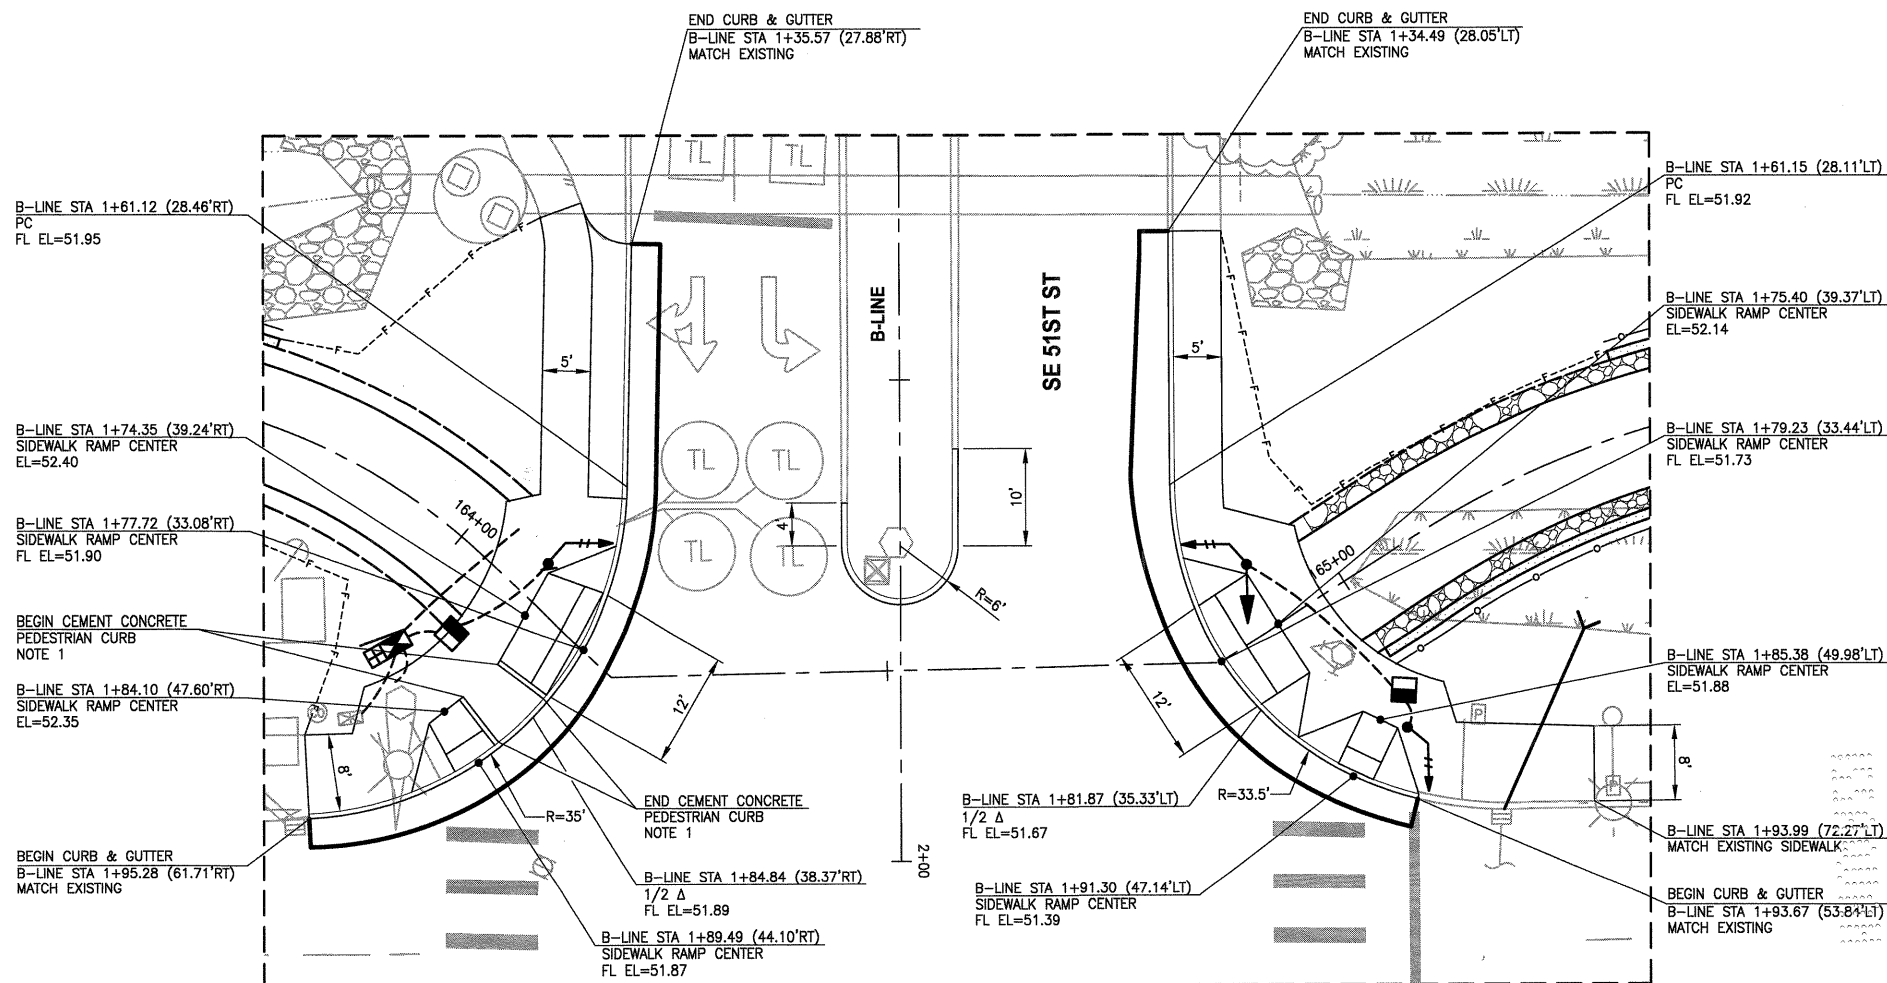 END CURB & GUTTER
B-LINE STA 1+35.57 (27.88'RT)
MATCH EXISTING
END CURB & GUTTER
B-LINE STA 1+34.49 (28.05'LT)
MATCH EXISTING
B-LINE STA 1+61.12 (28.46'RT)
PC
FL EL=51.95
B-LINE STA 1+74.35 (39.24'RT)
SIDEWALK RAMP CENTER
EL=52.40
B-LINE STA 1+77.72 (33.08'RT)
SIDEWALK RAMP CENTER
FL EL=51.90
BEGIN CEMENT CONCRETE
PEDESTRIAN CURB
NOTE 1
B-LINE STA 1+84.10 (47.60'RT)
SIDEWALK RAMP CENTER
EL=52.35
BEGIN CURB & GUTTER
B-LINE STA 1+95.28 (61.71'RT)
MATCH EXISTING
TL
TL
B-LINE
SE 51ST ST
5'
5'
TL
TL
TL
TL
4'
10'
R=6'
164+00
165+00
12'
12'
8'
8'
F
F
F
F
F
F
F
F
P
P
R=35'
R=33.5'
2+00
END CEMENT CONCRETE
PEDESTRIAN CURB
NOTE 1
B-LINE STA 1+84.84 (38.37'RT)
1/2 Δ
FL EL=51.89
B-LINE STA 1+89.49 (44.10'RT)
SIDEWALK RAMP CENTER
FL EL=51.87
B-LINE STA 1+81.87 (35.33'LT)
1/2 Δ
FL EL=51.67
B-LINE STA 1+91.30 (47.14'LT)
SIDEWALK RAMP CENTER
FL EL=51.39
B-LINE STA 1+61.15 (28.11'LT)
PC
FL EL=51.92
B-LINE STA 1+75.40 (39.37'LT)
SIDEWALK RAMP CENTER
EL=52.14
B-LINE STA 1+79.23 (33.44'LT)
SIDEWALK RAMP CENTER
FL EL=51.73
B-LINE STA 1+85.38 (49.98'LT)
SIDEWALK RAMP CENTER
EL=51.88
B-LINE STA 1+93.99 (72.27'LT)
MATCH EXISTING SIDEWALK
BEGIN CURB & GUTTER
B-LINE STA 1+93.67 (53.84'LT)
MATCH EXISTING